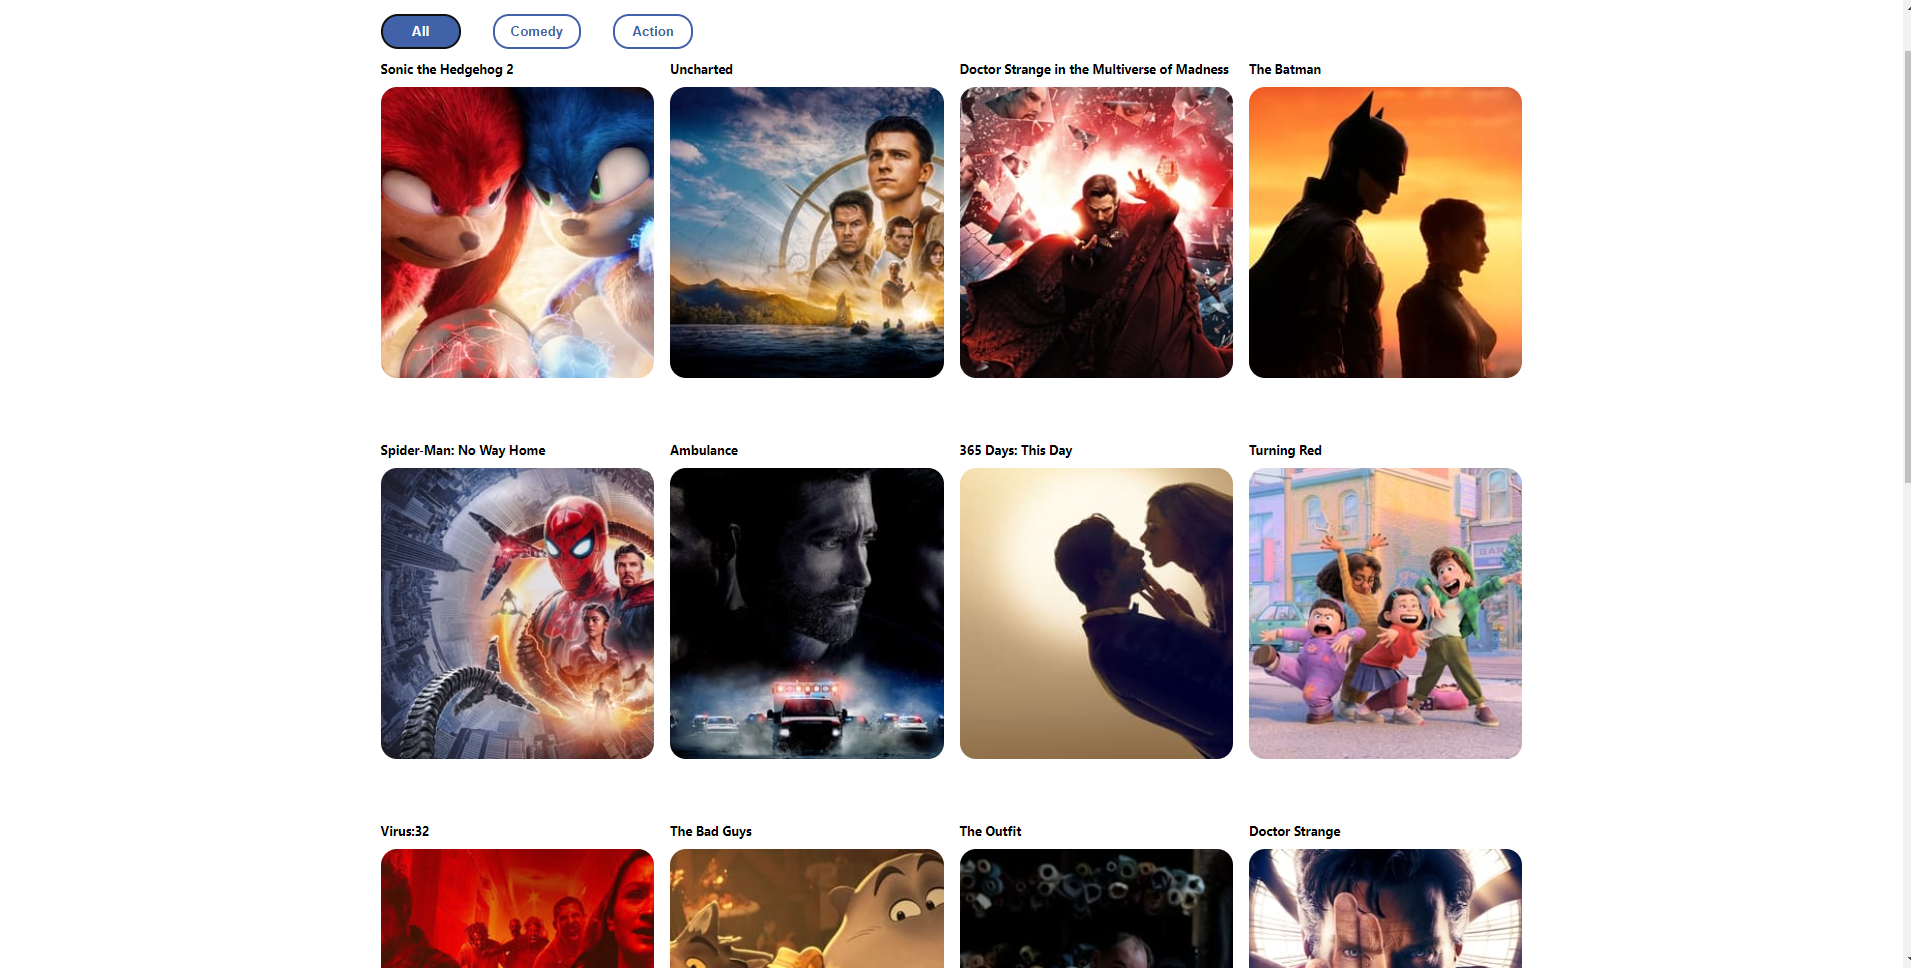 All
Comedy
Action
Sonic the Hedgehog 2
Uncharted
Doctor Strange in the Multiverse of Madness
The Batman
Spider-Man: No Way Home
Ambulance
365 Days: This Day
Turning Red
GAR
Virus:32
The Bad Guys
The Outfit
Doctor Strange